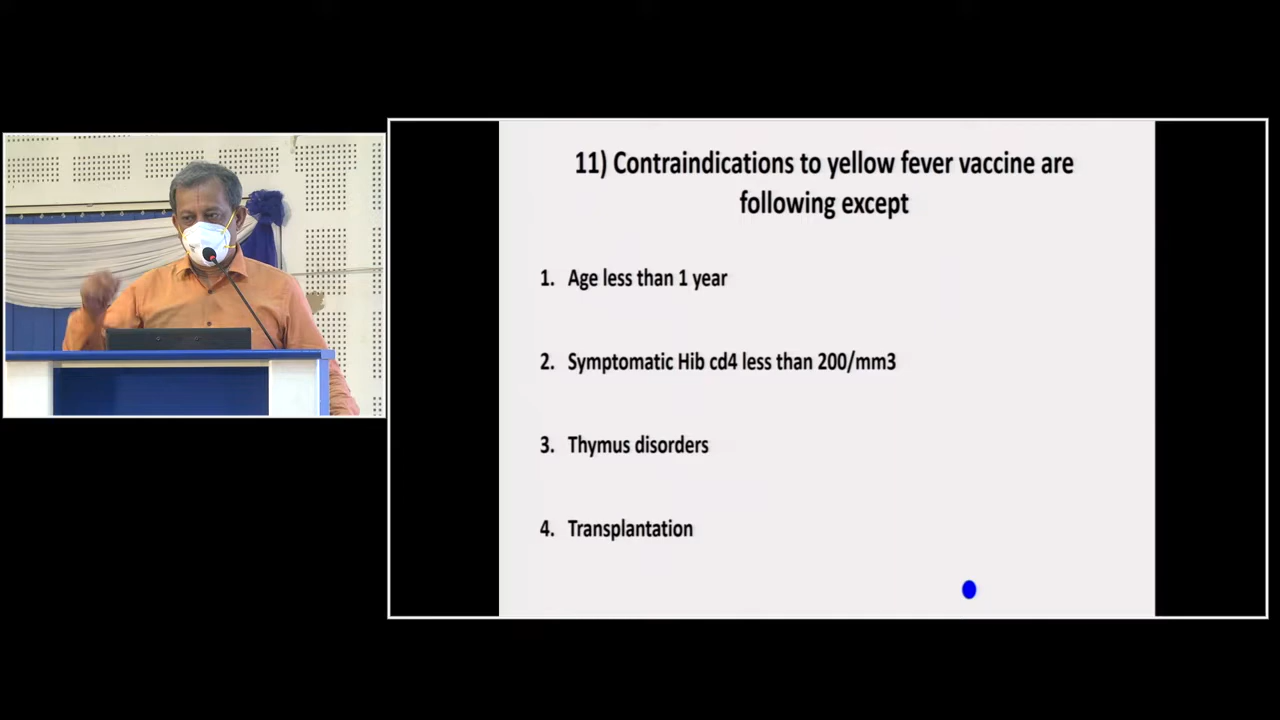 11) Contraindications to yellow fever vaccine are
following except
1. Age less than 1 year
2. Symptomatic Hib cd4 less than 200/mm3
3. Thymus disorders
4. Transplantation